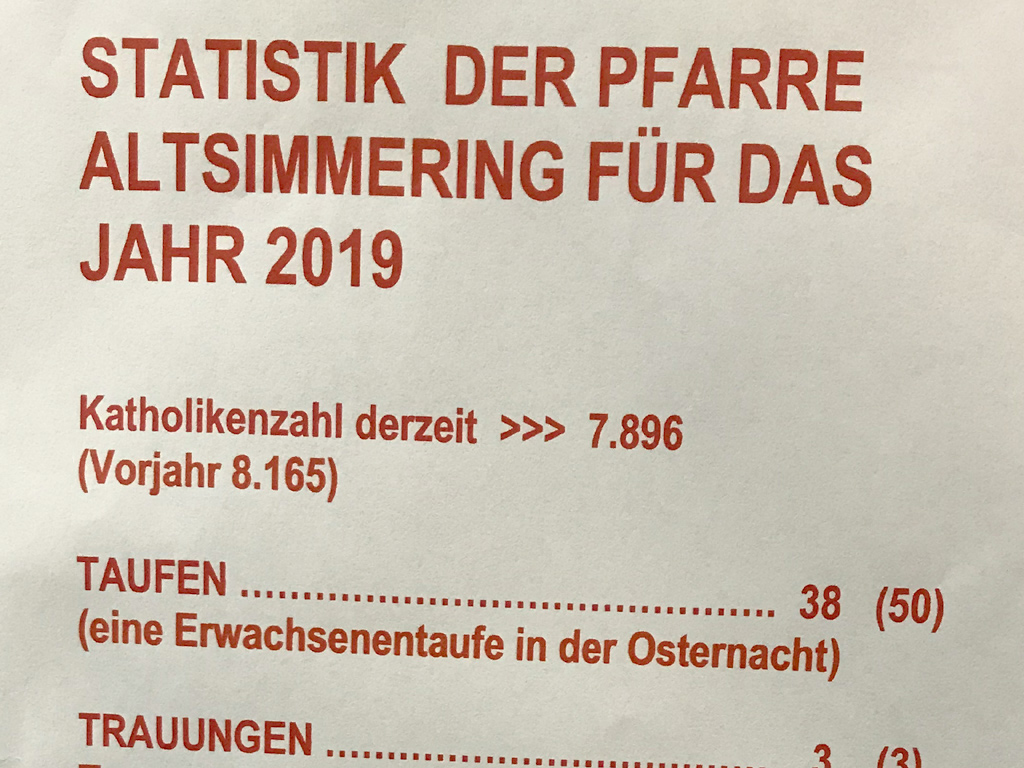 STATISTIK DER PFARRE
ALTSIMMERING FÜR DAS
JAHR 2019
Katholikenzahl derzeit >>> 7.896
(Vorjahr 8.165)
TAUFEN ................................................ 38 (50)
(eine Erwachsenentaufe in der Osternacht)
TRAUUNGEN ........................................ 3 (3)